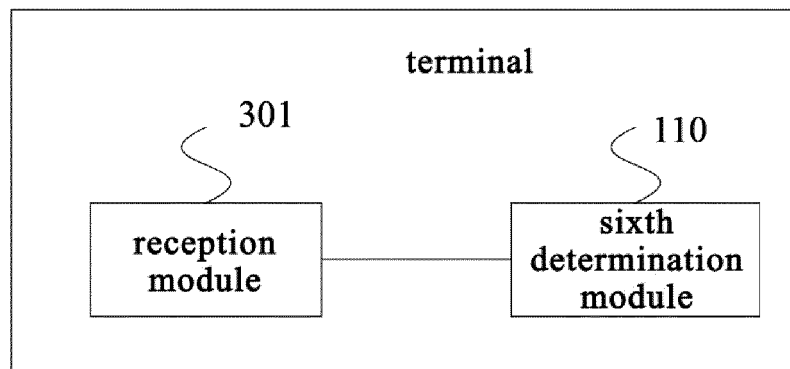 terminal
301
110
reception
module
sixth
determination
module